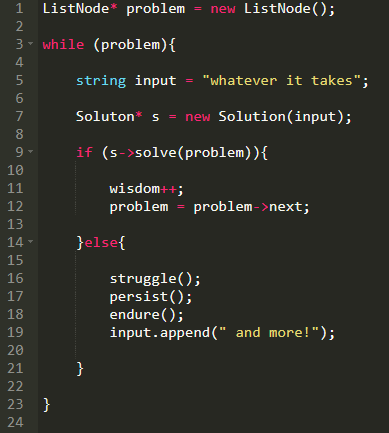 1 ListNode* problem = new ListNode();
2
3 while (problem){
4
5 string input = "whatever it takes";
6
7 Soluton* s = new Solution(input);
8
9 if (s->solve(problem)){
10
11 wisdom++;
12 problem = problem->next;
13
14 }else{
15
16 struggle();
17 persist();
18 endure();
19 input.append(" and more!");
20
21 }
22
23 }
24